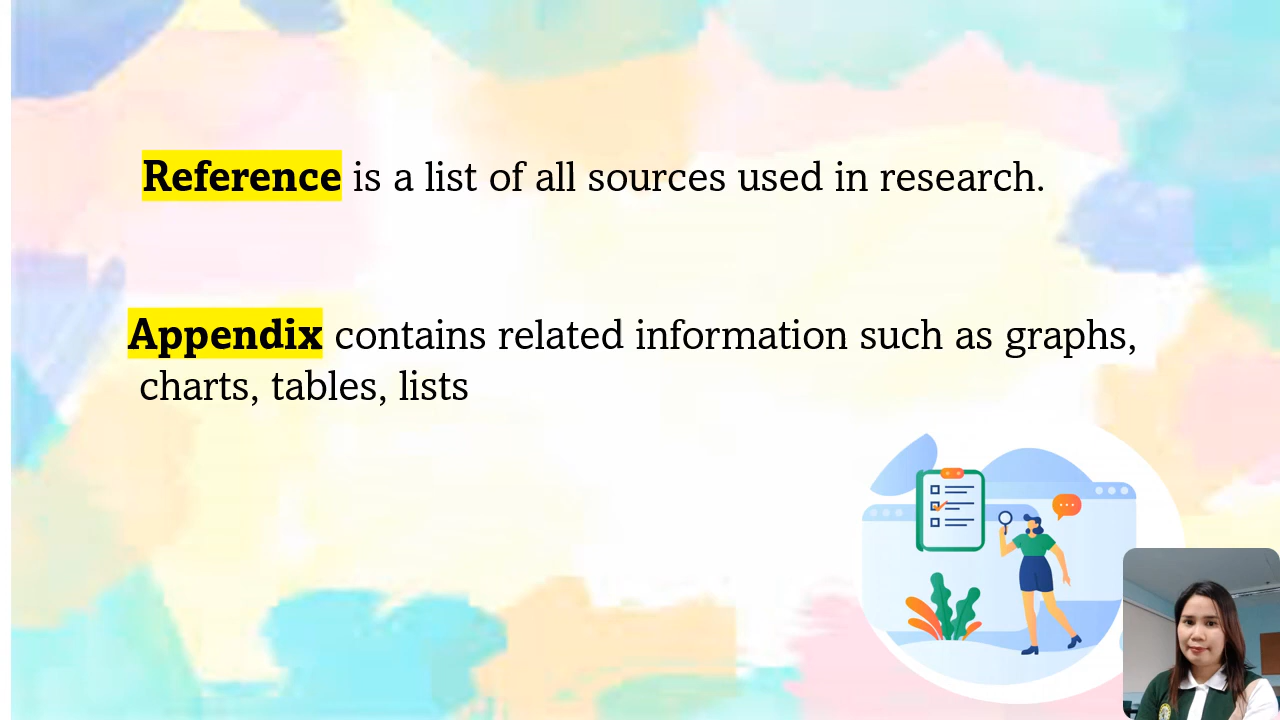 Reference is a list of all sources used in research.
Appendix contains related information such as graphs,
charts, tables, lists